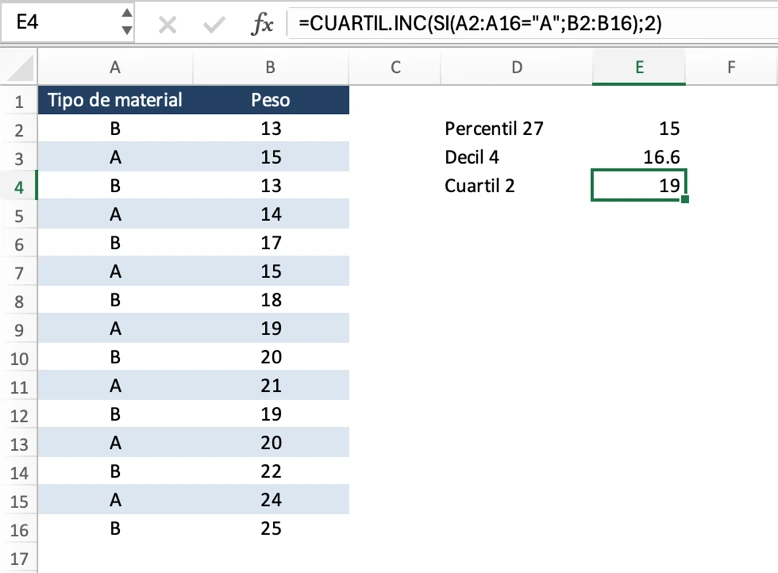 E4 fx =CUARTIL.INC(SI(A2:A16="A";B2:B16);2)
A B C D E F
1 Tipo de material Peso
2 B 13 Percentil 27 15
3 A 15 Decil 4 16.6
4 B 13 Cuartil 2 19
5 A 14
6 B 17
7 A 15
8 B 18
9 A 19
10 B 20
11 A 21
12 B 19
13 A 20
14 B 22
15 A 24
16 B 25
17